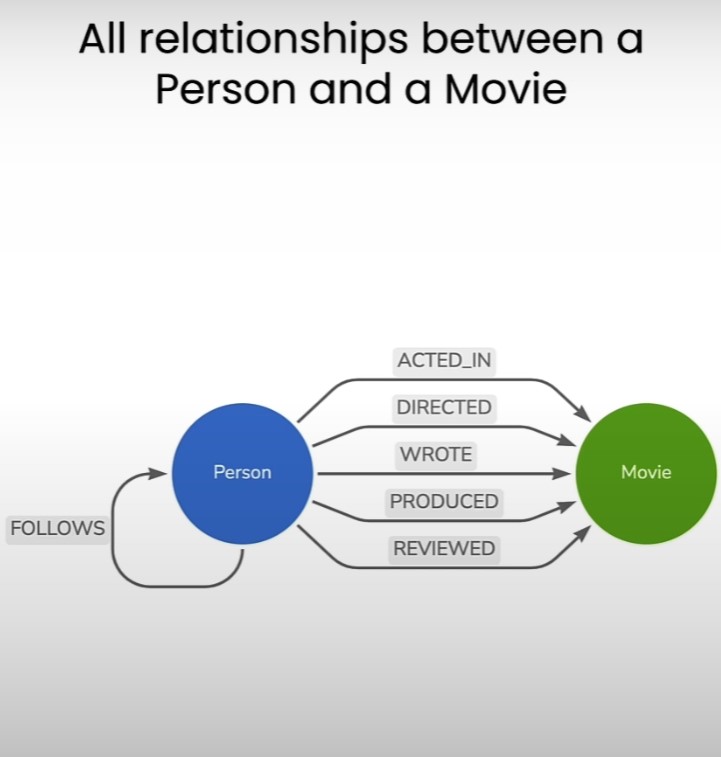 All relationships between a
Person and a Movie
ACTED_IN
DIRECTED
WROTE
Person
Movie
PRODUCED
FOLLOWS
REVIEWED